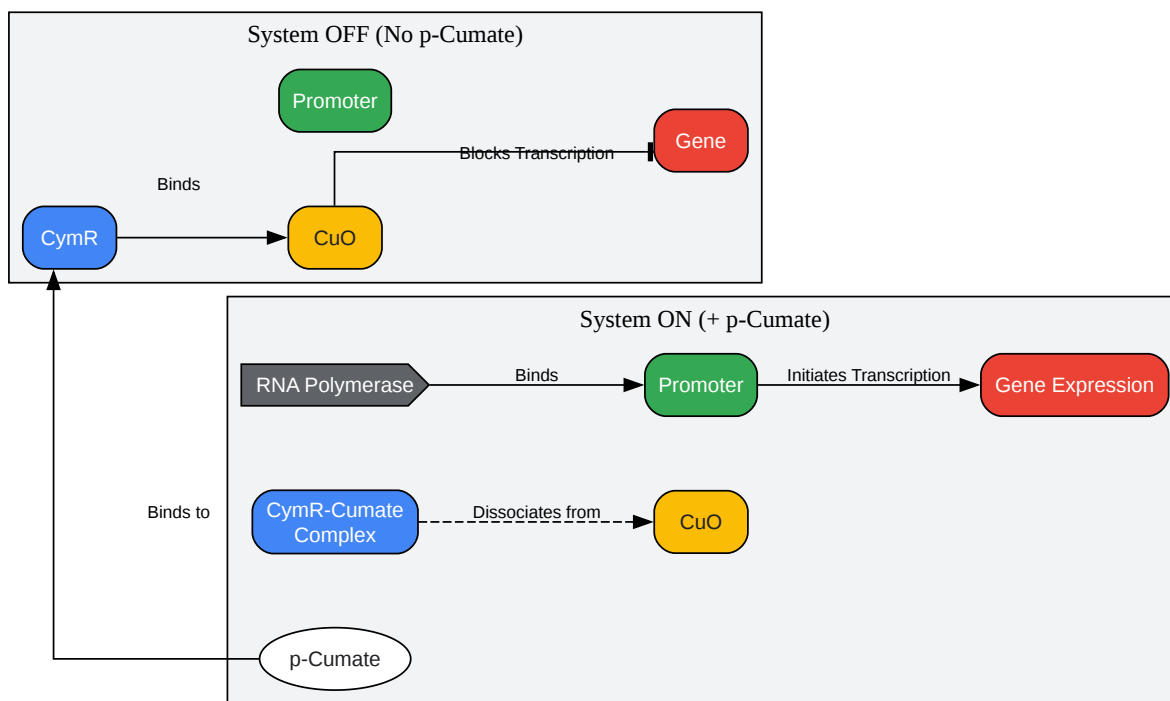 System OFF (No p-Cumate)
Promoter
Gene
Blocks Transcription
Binds
CymR
CuO
System ON (+ p-Cumate)
RNA Polymerase
Binds
Promoter
Initiates Transcription
Gene Expression
Binds to
CymR-Cumate
Complex
Dissociates from
CuO
p-Cumate